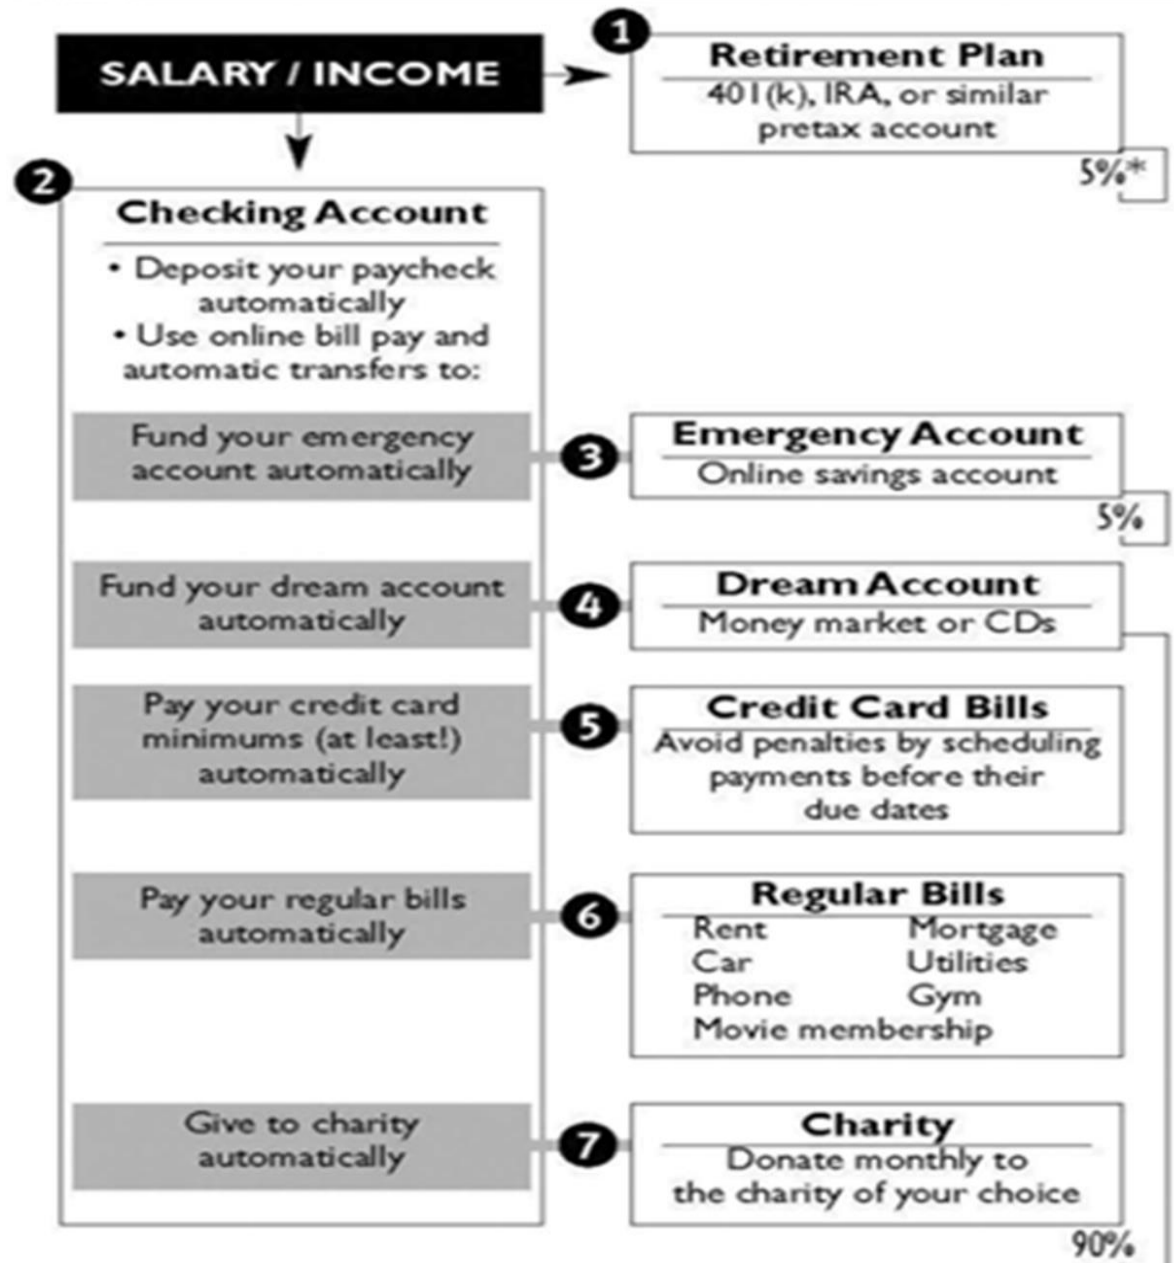 1
SALARY / INCOME
Retirement Plan
401(k), IRA, or similar
pretax account
5%*
2
Checking Account
• Deposit your paycheck
automatically
• Use online bill pay and
automatic transfers to:
Fund your emergency
account automatically
3
Emergency Account
Online savings account
5%
Fund your dream account
automatically
4
Dream Account
Money market or CDs
Pay your credit card
minimums (at least!)
automatically
5
Credit Card Bills
Avoid penalties by scheduling
payments before their
due dates
Pay your regular bills
automatically
6
Regular Bills
Rent Mortgage
Car Utilities
Phone Gym
Movie membership
Give to charity
automatically
7
Charity
Donate monthly to
the charity of your choice
90%